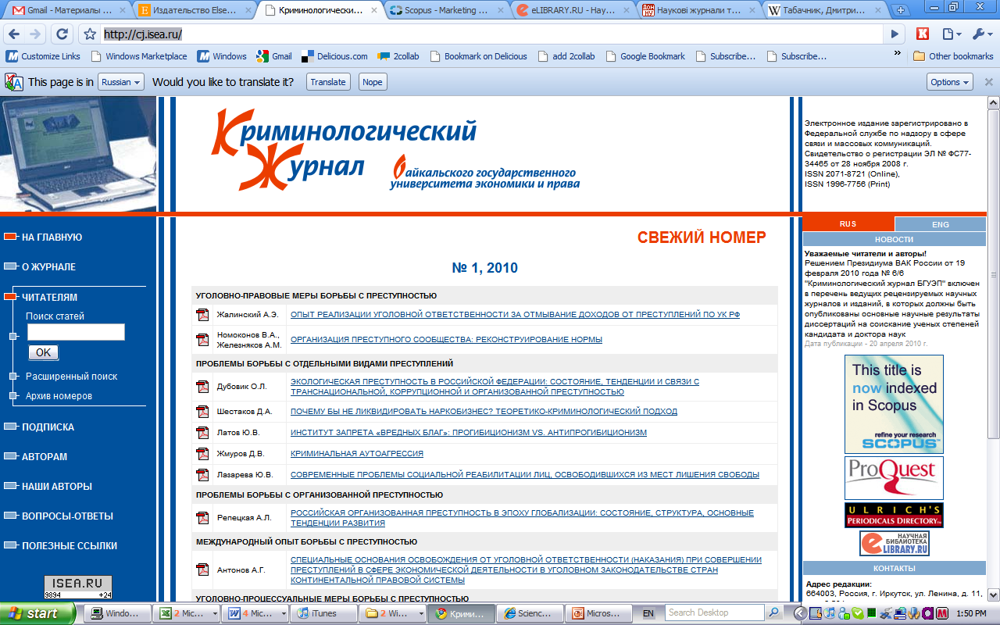 Gmail - Материалы ...
Издательство Else...
Криминологически...
Scopus - Marketing ...
eLIBRARY.RU - Нау...
Наукові журнали т...
Табачник, Дмитри...
http://cj.isea.ru/
Customize Links
Windows Marketplace
Windows
Gmail
Delicious.com
2collab
Bookmark on Delicious
add 2collab
Google Bookmark
Subscribe...
Subscribe...
»
Other bookmarks
This page is in Russian Would you like to translate it? Translate Nope Options
Криминологический
Журнал
Байкальского государственного
университета экономики и права
Электронное издание зарегистрировано в
Федеральной службе по надзору в сфере
связи и массовых коммуникаций.
Свидетельство о регистрации ЭЛ № ФС77-
34465 от 28 ноября 2008 г.
ISSN 2071-8721 (Online),
ISSN 1996-7756 (Print)
НА ГЛАВНУЮ
О ЖУРНАЛЕ
ЧИТАТЕЛЯМ
Поиск статей
OK
Расширенный поиск
Архив номеров
ПОДПИСКА
АВТОРАМ
НАШИ АВТОРЫ
ВОПРОСЫ-ОТВЕТЫ
ПОЛЕЗНЫЕ ССЫЛКИ
ISEA.RU
9894 +24
СВЕЖИЙ НОМЕР
№ 1, 2010
УГОЛОВНО-ПРАВОВЫЕ МЕРЫ БОРЬБЫ С ПРЕСТУПНОСТЬЮ
Жалинский А.Э. ОПЫТ РЕАЛИЗАЦИИ УГОЛОВНОЙ ОТВЕТСТВЕННОСТИ ЗА ОТМЫВАНИЕ ДОХОДОВ ОТ ПРЕСТУПЛЕНИЙ ПО УК РФ
Номоконов В.А.,
Железняков А.М. ОРГАНИЗАЦИЯ ПРЕСТУПНОГО СООБЩЕСТВА: РЕКОНСТРУИРОВАНИЕ НОРМЫ
ПРОБЛЕМЫ БОРЬБЫ С ОТДЕЛЬНЫМИ ВИДАМИ ПРЕСТУПЛЕНИЙ
Дубовик О.Л. ЭКОЛОГИЧЕСКАЯ ПРЕСТУПНОСТЬ В РОССИЙСКОЙ ФЕДЕРАЦИИ: СОСТОЯНИЕ, ТЕНДЕНЦИИ И СВЯЗИ С
ТРАНСНАЦИОНАЛЬНОЙ, КОРРУПЦИОННОЙ И ОРГАНИЗОВАННОЙ ПРЕСТУПНОСТЬЮ
Шестаков Д.А. ПОЧЕМУ БЫ НЕ ЛИКВИДИРОВАТЬ НАРКОБИЗНЕС? ТЕОРЕТИКО-КРИМИНОЛОГИЧЕСКИЙ ПОДХОД
Латов Ю.В. ИНСТИТУТ ЗАПРЕТА «ВРЕДНЫХ БЛАГ»: ПРОГИБИЦИОНИЗМ VS. АНТИПРОГИБИЦИОНИЗМ
Жмуров Д.В. КРИМИНАЛЬНАЯ АУТОАГРЕССИЯ
Лазарева Ю.В. СОВРЕМЕННЫЕ ПРОБЛЕМЫ СОЦИАЛЬНОЙ РЕАБИЛИТАЦИИ ЛИЦ, ОСВОБОДИВШИХСЯ ИЗ МЕСТ ЛИШЕНИЯ СВОБОДЫ
ПРОБЛЕМЫ БОРЬБЫ С ОРГАНИЗОВАННОЙ ПРЕСТУПНОСТЬЮ
Репецкая А.Л. РОССИЙСКАЯ ОРГАНИЗОВАННАЯ ПРЕСТУПНОСТЬ В ЭПОХУ ГЛОБАЛИЗАЦИИ: СОСТОЯНИЕ, СТРУКТУРА, ОСНОВНЫЕ
ТЕНДЕНЦИИ РАЗВИТИЯ
МЕЖДУНАРОДНЫЙ ОПЫТ БОРЬБЫ С ПРЕСТУПНОСТЬЮ
Антонов А.Г. СПЕЦИАЛЬНЫЕ ОСНОВАНИЯ ОСВОБОЖДЕНИЯ ОТ УГОЛОВНОЙ ОТВЕТСТВЕННОСТИ (НАКАЗАНИЯ) ПРИ СОВЕРШЕНИИ
ПРЕСТУПЛЕНИЙ В СФЕРЕ ЭКОНОМИЧЕСКОЙ ДЕЯТЕЛЬНОСТИ В УГОЛОВНОМ ЗАКОНОДАТЕЛЬСТВЕ СТРАН
КОНТИНЕНТАЛЬНОЙ ПРАВОВОЙ СИСТЕМЫ
УГОЛОВНО-ПРОЦЕССУАЛЬНЫЕ МЕРЫ БОРЬБЫ С ПРЕСТУПНОСТЬЮ
RUS ENG
НОВОСТИ
Уважаемые читатели и авторы!
Решением Президиума ВАК России от 19
февраля 2010 года № 6/6
"Криминологический журнал БГУЭП" включен
в перечень ведущих рецензируемых научных
журналов и изданий, в которых должны быть
опубликованы основные научные результаты
диссертаций на соискание ученых степеней
кандидата и доктора наук
Дата публикации - 20 апреля 2010 г.
This title is
now indexed
in Scopus
refine your research
SCOPUS™
ProQuest
ULRICH'S
PERIODICALS DIRECTORY™
НАУЧНАЯ
БИБЛИОТЕКА
eLIBRARY.RU
КОНТАКТЫ
Адрес редакции:
664003, Россия, г. Иркутск, ул. Ленина, д. 11,
start
Windo...
2 Mic...
4 Mic...
iTunes
2 Wi...
Крими...
Scienc...
Micros...
EN
Search Desktop
1:50 PM